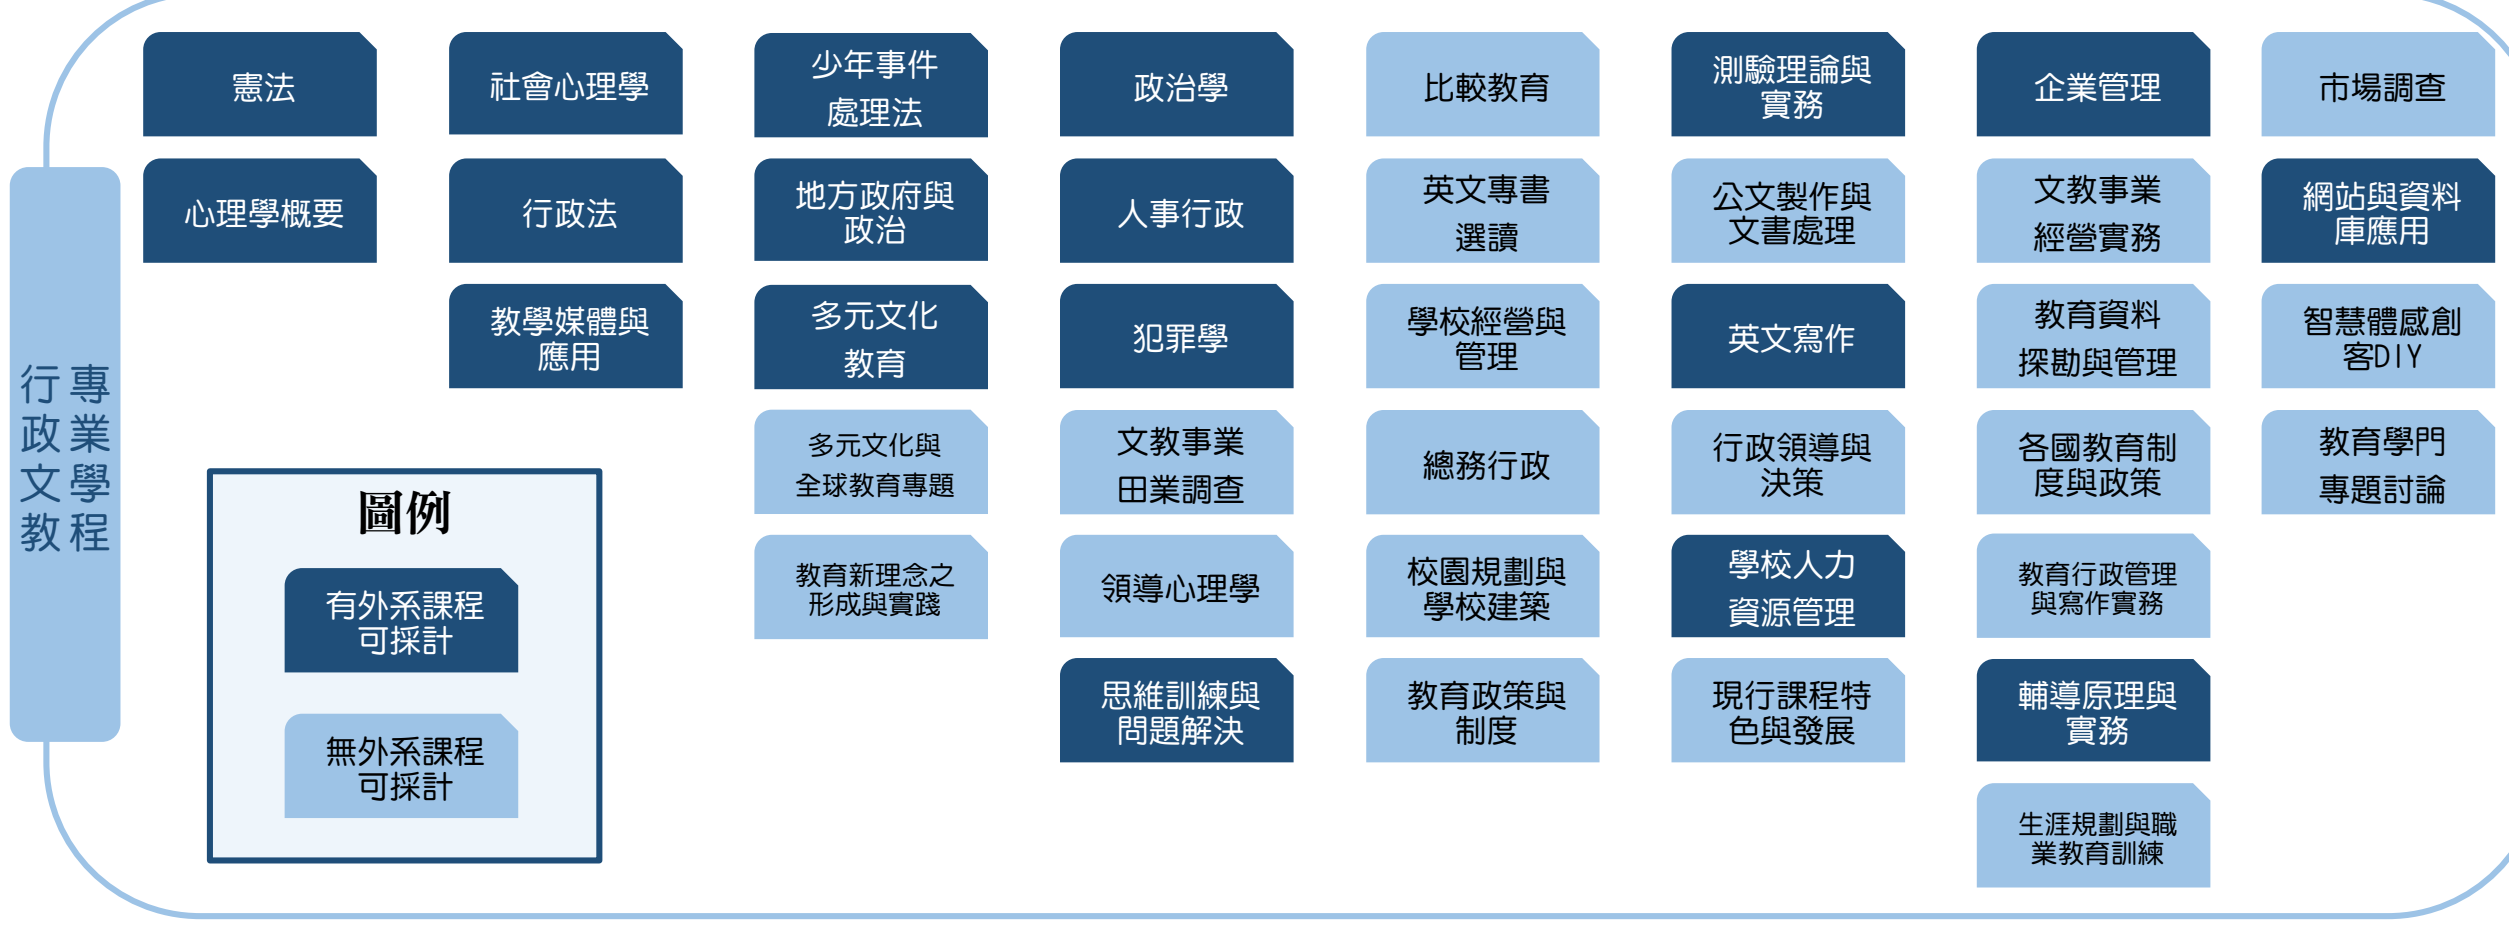 行政文教
專業學程
憲法
心理學概要
社會心理學
行政法
教學媒體與
應用
少年事件
處理法
地方政府與
政治
多元文化
教育
多元文化與
全球教育專題
教育新理念之
形成與實踐
政治學
人事行政
犯罪學
文教事業
田業調查
領導心理學
思維訓練與
問題解決
比較教育
英文專書
選讀
學校經營與
管理
總務行政
校園規劃與
學校建築
教育政策與
制度
測驗理論與
實務
公文製作與
文書處理
英文寫作
行政領導與
決策
學校人力
資源管理
現行課程特
色與發展
企業管理
文教事業
經營實務
教育資料
探勘與管理
各國教育制
度與政策
教育行政管理
與寫作實務
輔導原理與
實務
生涯規劃與職
業教育訓練
市場調查
網站與資料
庫應用
智慧體感創
客DIY
教育學門
專題討論
圖例
有外系課程
可採計
無外系課程
可採計